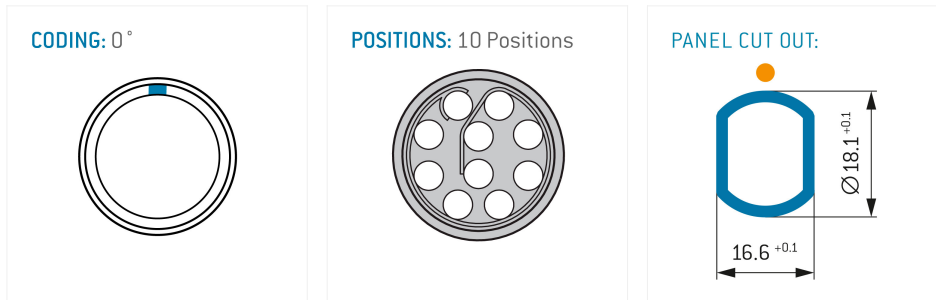 CODING: 0°
POSITIONS: 10 Positions
PANEL CUT OUT:
Ø 18.1 +0.1
16.6 +0.1